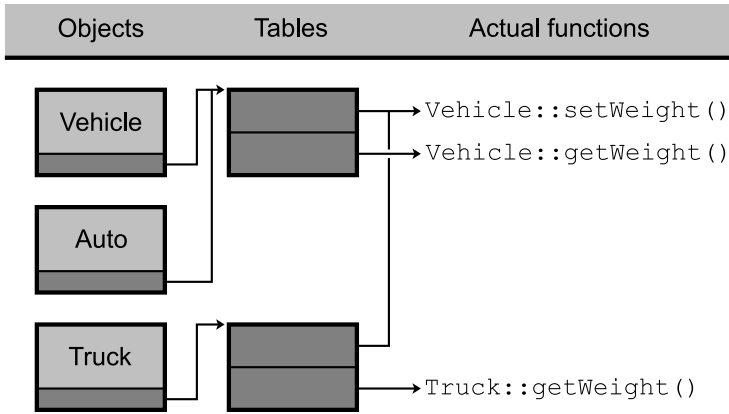 Objects Tables Actual functions
Vehicle
Vehicle::setWeight()
Vehicle::getWeight()
Auto
Truck
Truck::getWeight()